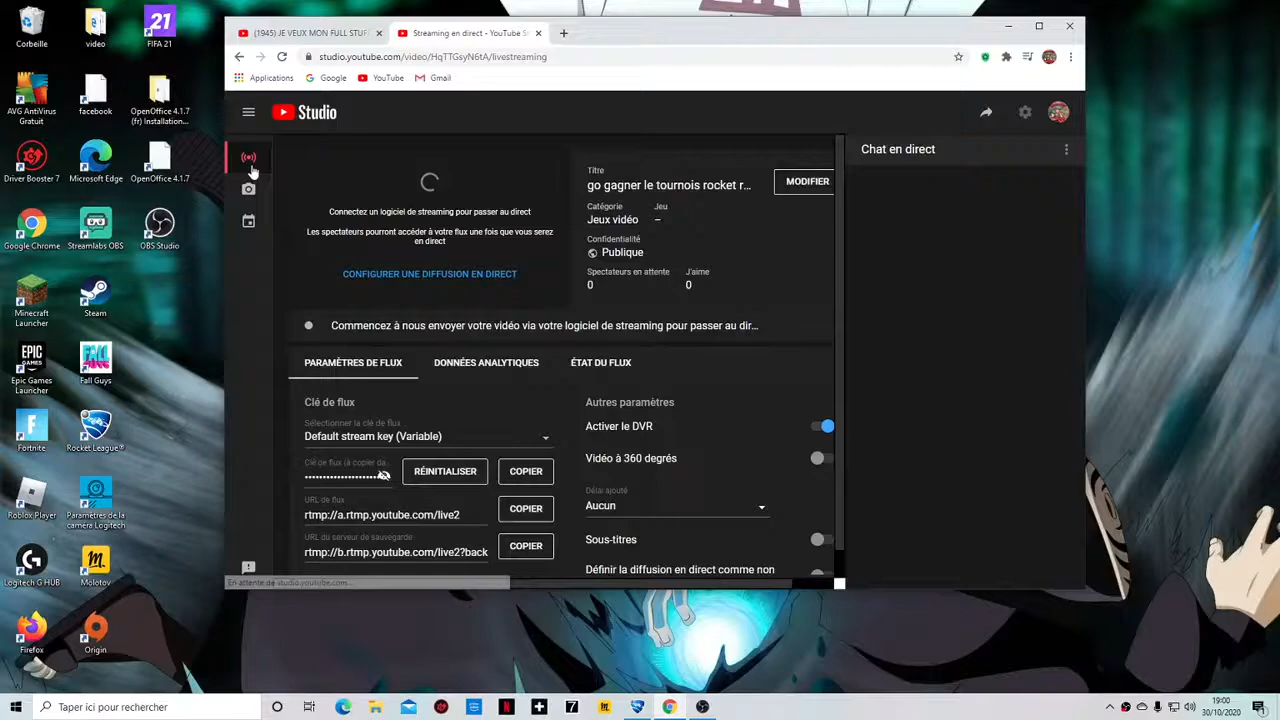 Corbeille
video
21
FIFA 21
AVG AntiVirus
Gratuit
facebook
OpenOffice 4.1.7
(fr) Installation...
Driver Booster 7
Microsoft Edge
OpenOffice 4.1.7
Google Chrome
Streamlabs OBS
OBS Studio
Minecraft
Launcher
Steam
Epic Games
Launcher
Fall Guys
Fortnite
Rocket League®
Roblox Player
Paramètres de
la caméra Logitech
Logitech G HUB
Molotov
Firefox
Origin
(1945) JE VEUX MON FULL STUF
Streaming en direct - YouTube St
studio.youtube.com/video/HqTTGsyN6tA/livestreaming
Applications
Google
YouTube
Gmail
Studio
Connectez un logiciel de streaming pour passer au direct
Les spectateurs pourront accéder à votre flux une fois que vous serez
en direct
CONFIGURER UNE DIFFUSION EN DIRECT
Titre
go gagner le tournois rocket r...
MODIFIER
Catégorie
Jeu
Jeux vidéo
–
Confidentialité
Publique
Spectateurs en attente
J'aime
0
0
Chat en direct
Commencez à nous envoyer votre vidéo via votre logiciel de streaming pour passer au dir...
PARAMÈTRES DE FLUX
DONNÉES ANALYTIQUES
ÉTAT DU FLUX
Clé de flux
Sélectionner la clé de flux
Default stream key (Variable)
Clé de flux (à copier da...
RÉINITIALISER
COPIER
URL de flux
rtmp://a.rtmp.youtube.com/live2
COPIER
URL du serveur de sauvegarde
rtmp://b.rtmp.youtube.com/live2?back
COPIER
Autres paramètres
Activer le DVR
Vidéo à 360 degrés
Délai ajouté
Aucun
Sous-titres
Définir la diffusion en direct comme non
En attente de studio.youtube.com...
Taper ici pour rechercher
19:00
30/10/2020